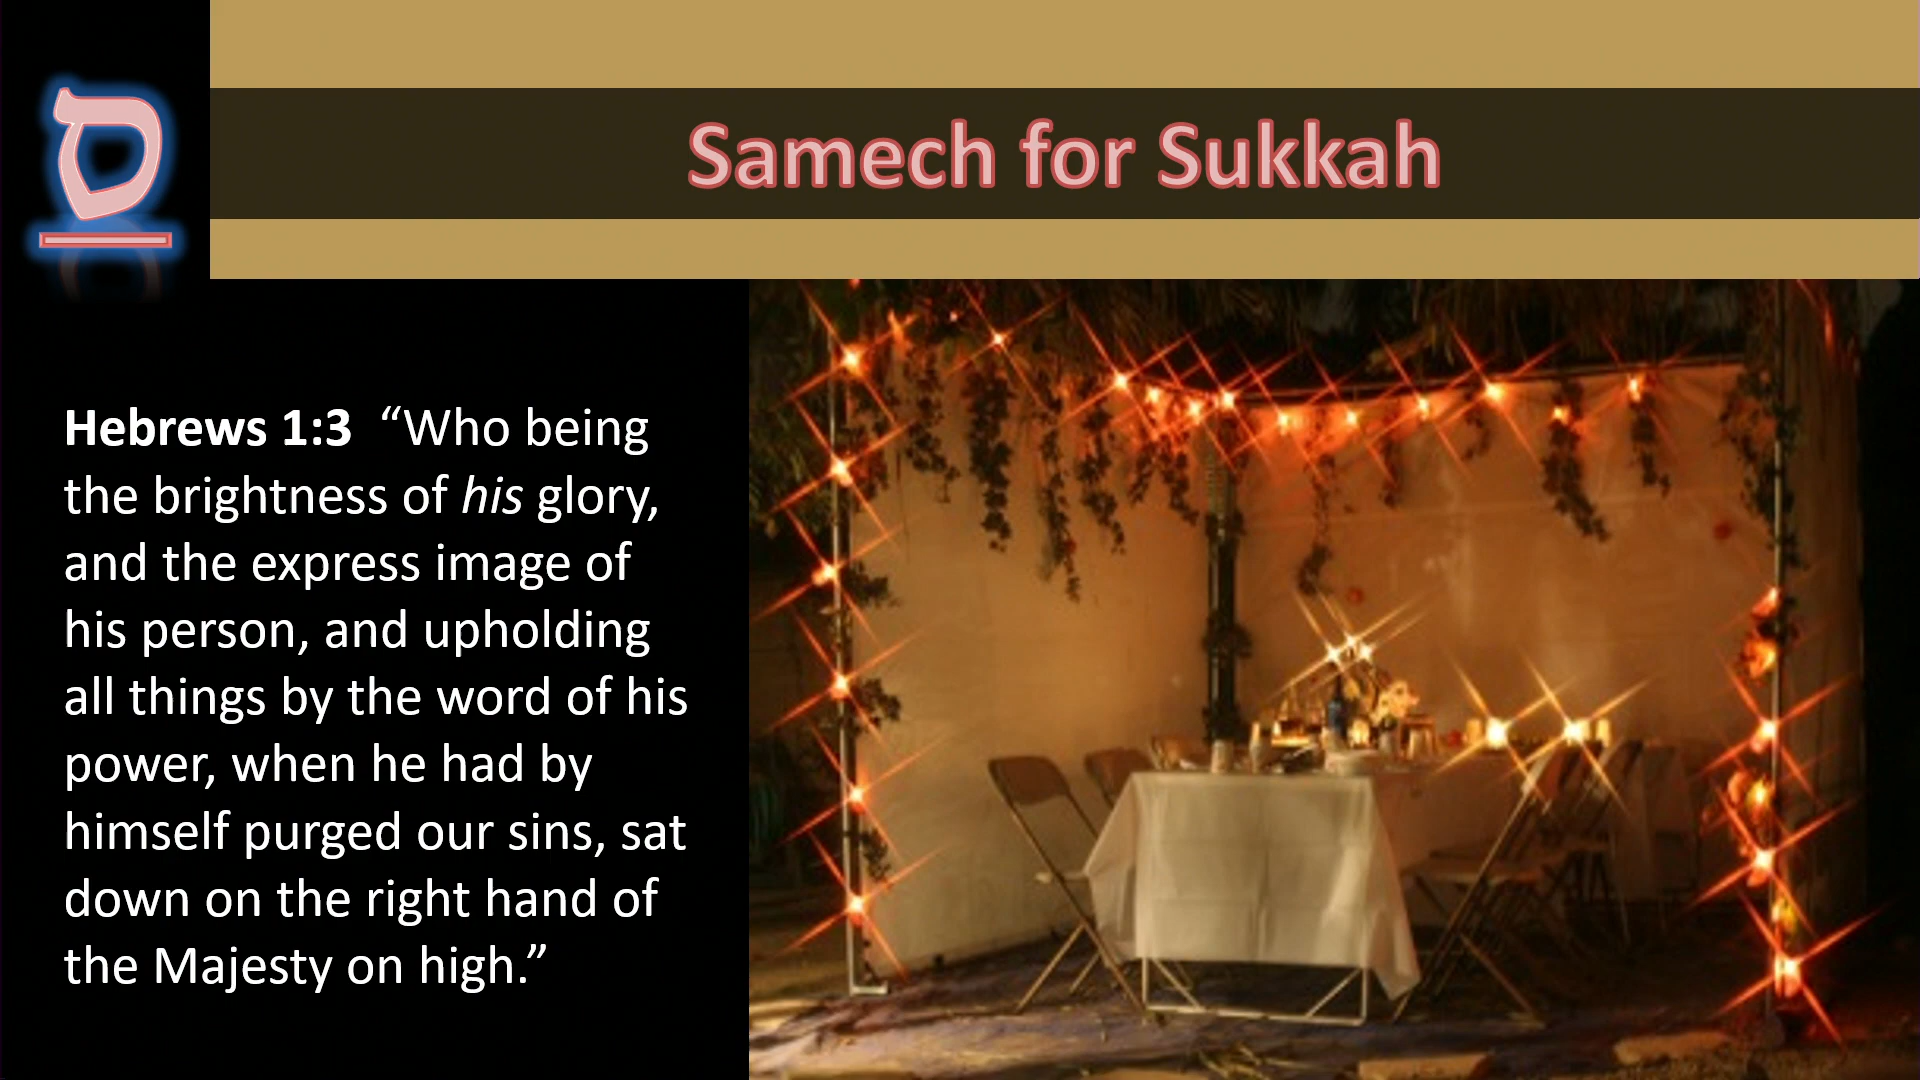 ס
Samech for Sukkah
Hebrews 1:3  “Who being
the brightness of his glory,
and the express image of
his person, and upholding
all things by the word of his
power, when he had by
himself purged our sins, sat
down on the right hand of
the Majesty on high.”